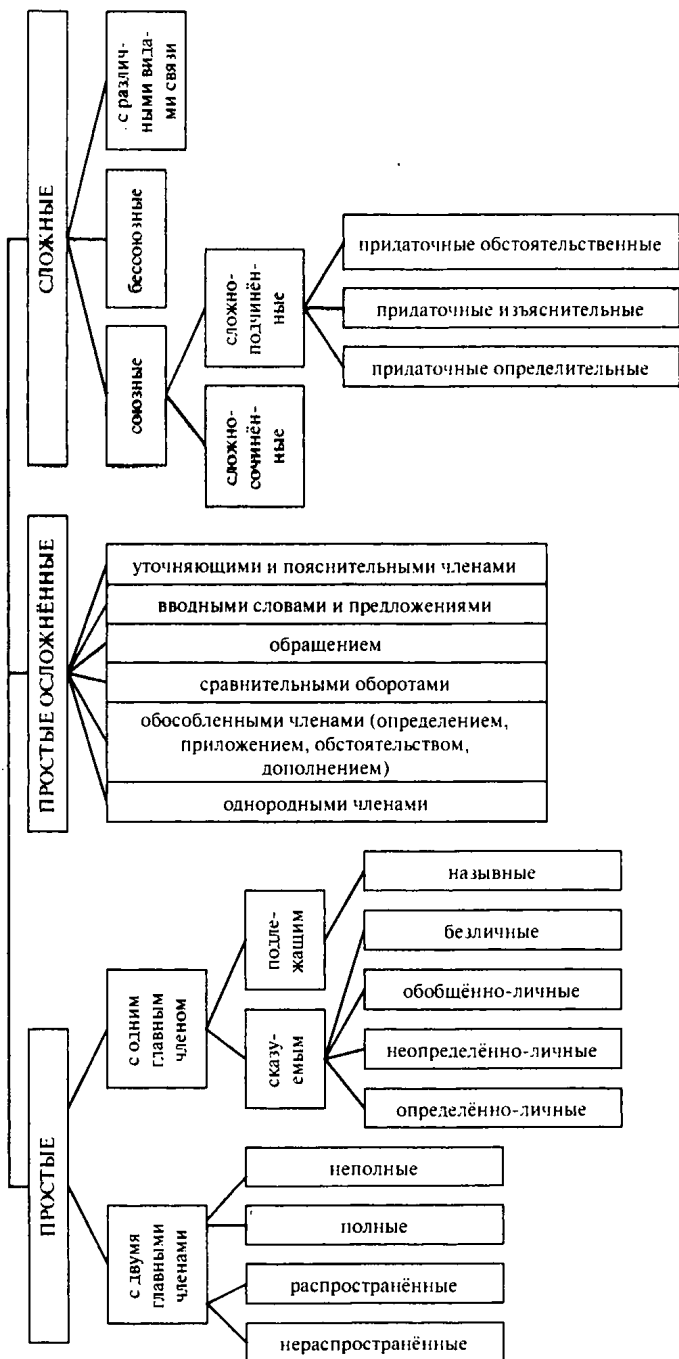 ПРОСТЫЕ
ПРОСТЫЕ ОСЛОЖНЁННЫЕ
СЛОЖНЫЕ
с двумя
главными
членами
с одним
главным
членом
нераспространённые
распространённые
полные
неполные
сказу-
емым
подле-
жащим
определённо-личные
неопределённо-личные
обобщённо-личные
безличные
назывные
уточняющими и пояснительными членами
вводными словами и предложениями
обращением
сравнительными оборотами
обособленными членами (определением,
приложением, обстоятельством,
дополнением)
однородными членами
союзные
бессоюзные
с различ-
ными вида-
ми связи
сложно-
сочинён-
ные
сложно-
подчинён-
ные
придаточные обстоятельственные
придаточные изъяснительные
придаточные определительные